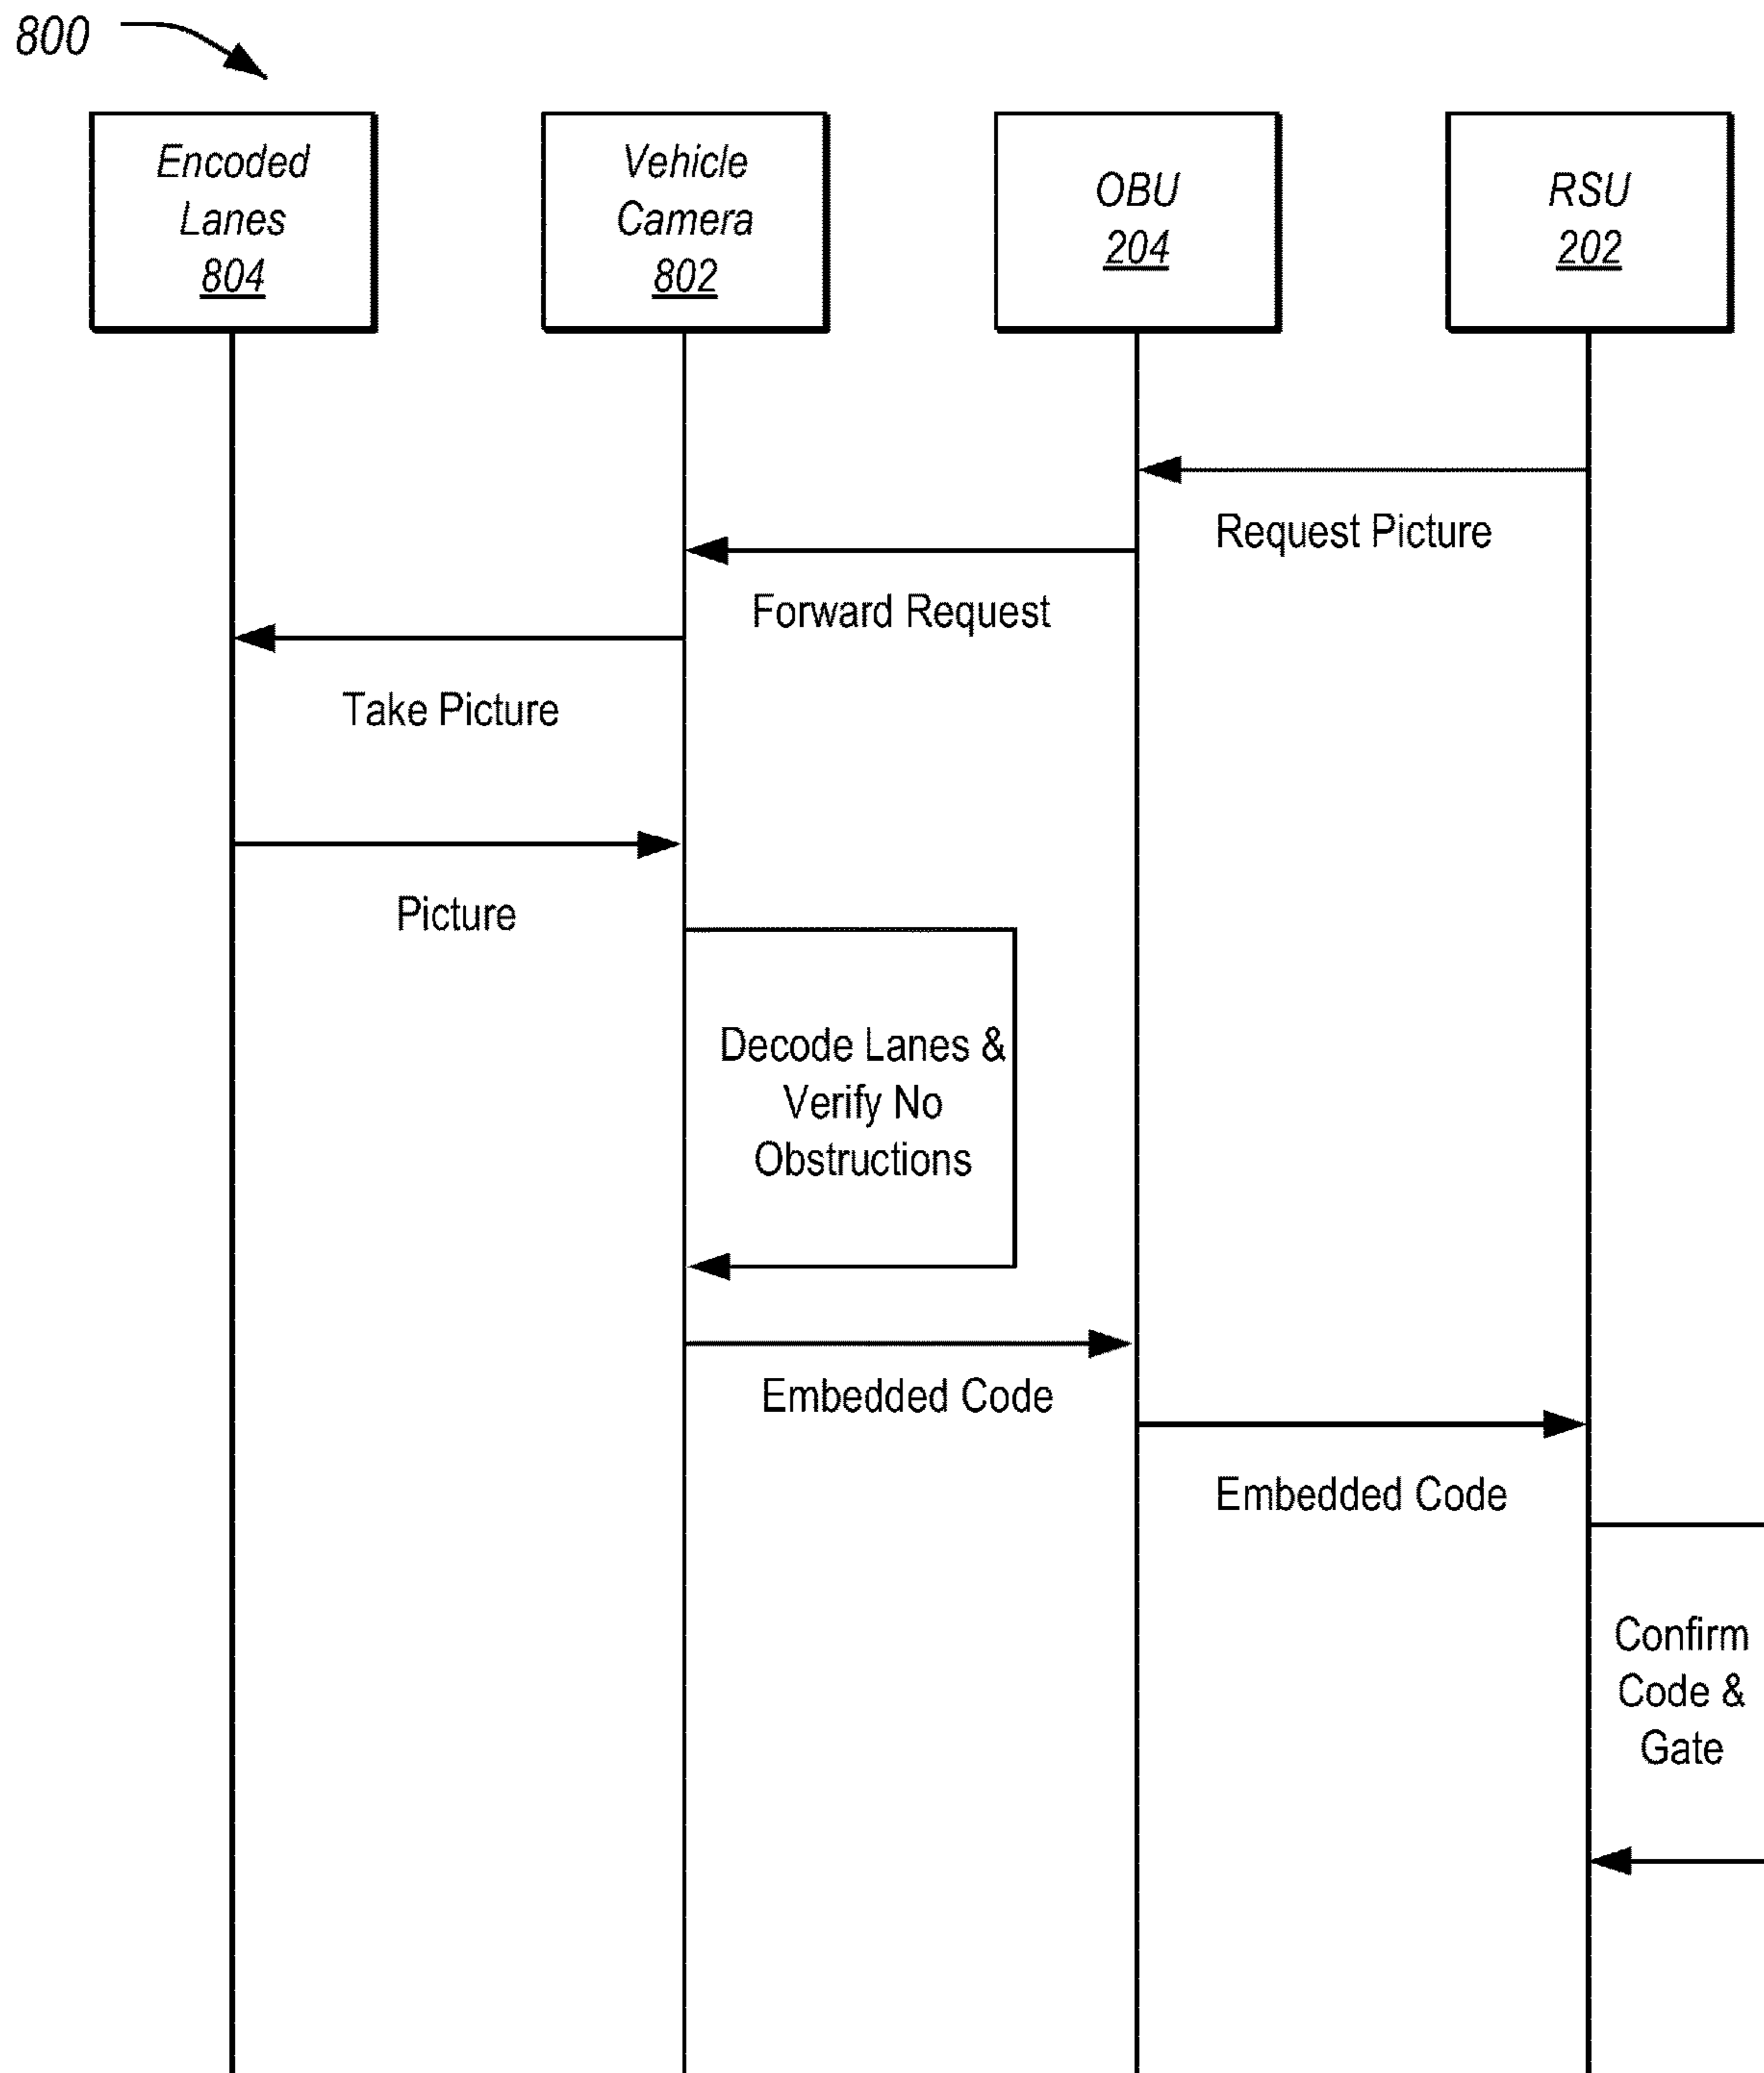 800
Encoded
Lanes
804
Vehicle
Camera
802
OBU
204
RSU
202
Request Picture
Forward Request
Take Picture
Picture
Decode Lanes &
Verify No
Obstructions
Embedded Code
Embedded Code
Confirm
Code &
Gate